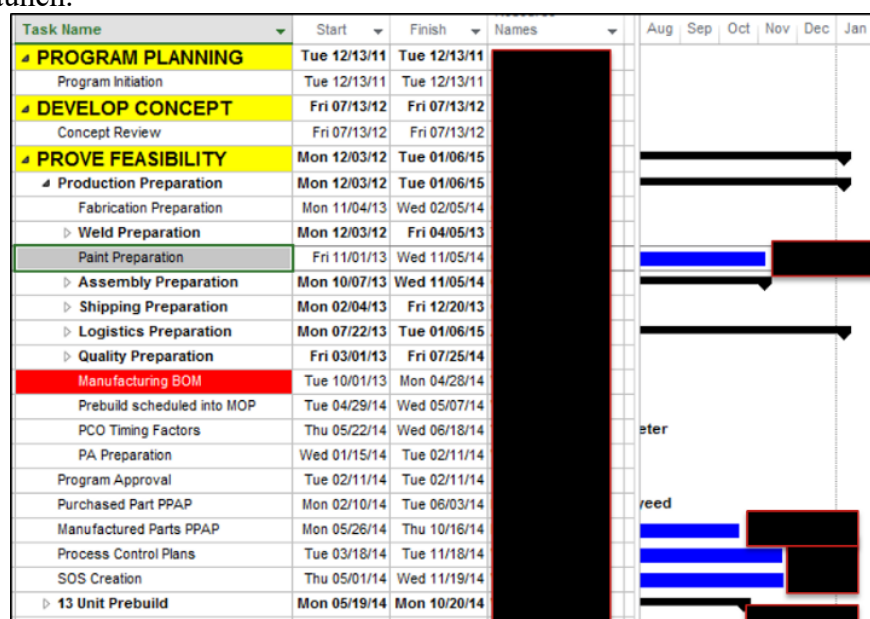 Task Name Start Finish Names Aug Sep Oct Nov Dec Jan
PROGRAM PLANNING Tue 12/13/11 Tue 12/13/11
Program Initiation Tue 12/13/11 Tue 12/13/11
DEVELOP CONCEPT Fri 07/13/12 Fri 07/13/12
Concept Review Fri 07/13/12 Fri 07/13/12
PROVE FEASIBILITY Mon 12/03/12 Tue 01/06/15
Production Preparation Mon 12/03/12 Tue 01/06/15
Fabrication Preparation Mon 11/04/13 Wed 02/05/14
Weld Preparation Mon 12/03/12 Fri 04/05/13
Paint Preparation Fri 11/01/13 Wed 11/05/14
Assembly Preparation Mon 10/07/13 Wed 11/05/14
Shipping Preparation Mon 02/04/13 Fri 12/20/13
Logistics Preparation Mon 07/22/13 Tue 01/06/15
Quality Preparation Fri 03/01/13 Fri 07/25/14
Manufacturing BOM Tue 10/01/13 Mon 04/28/14
Prebuild scheduled into MOP Tue 04/29/14 Wed 05/07/14
PCO Timing Factors Thu 05/22/14 Wed 06/18/14 eter
PA Preparation Wed 01/15/14 Tue 02/11/14
Program Approval Tue 02/11/14 Tue 02/11/14
Purchased Part PPAP Mon 02/10/14 Tue 06/03/14 yeed
Manufactured Parts PPAP Mon 05/26/14 Thu 10/16/14
Process Control Plans Tue 03/18/14 Tue 11/18/14
SOS Creation Thu 05/01/14 Wed 11/19/14
13 Unit Prebuild Mon 05/19/14 Mon 10/20/14